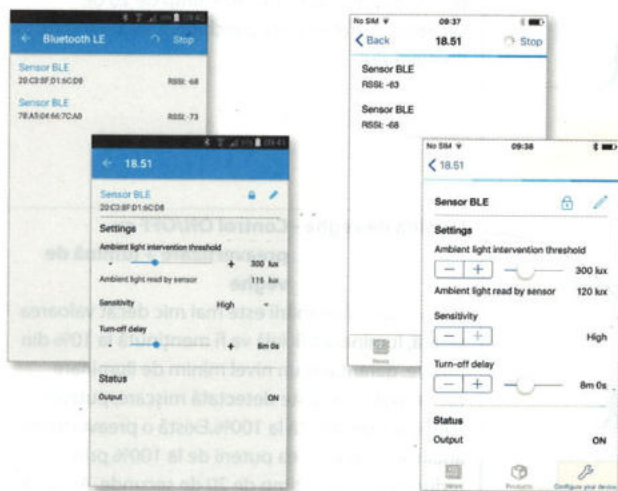 09:40
Bluetooth LE Stop
Sensor BLE
20:C3:8F:D1:6C:D8 RSSI: -68
Sensor BLE
78:A5:04:66:7C:A0 RSSI: -73
09:41
18.51
Sensor BLE
20:C3:8F:D1:6C:D8
Settings
Ambient light intervention threshold
- + 300 lux
Ambient light read by sensor 116 lux
Sensitivity High
Turn-off delay
- + 8m 0s
Status
Output ON
No SIM 09:37
Back 18.51 Stop
Sensor BLE
RSSI: -63
Sensor BLE
RSSI: -68
No SIM 09:38
18.51
Sensor BLE
Settings
Ambient light intervention threshold
- + 300 lux
Ambient light read by sensor 120 lux
Sensitivity
- + High
Turn-off delay
- + 8m 0s
Status
Output ON
News Products Configure your device